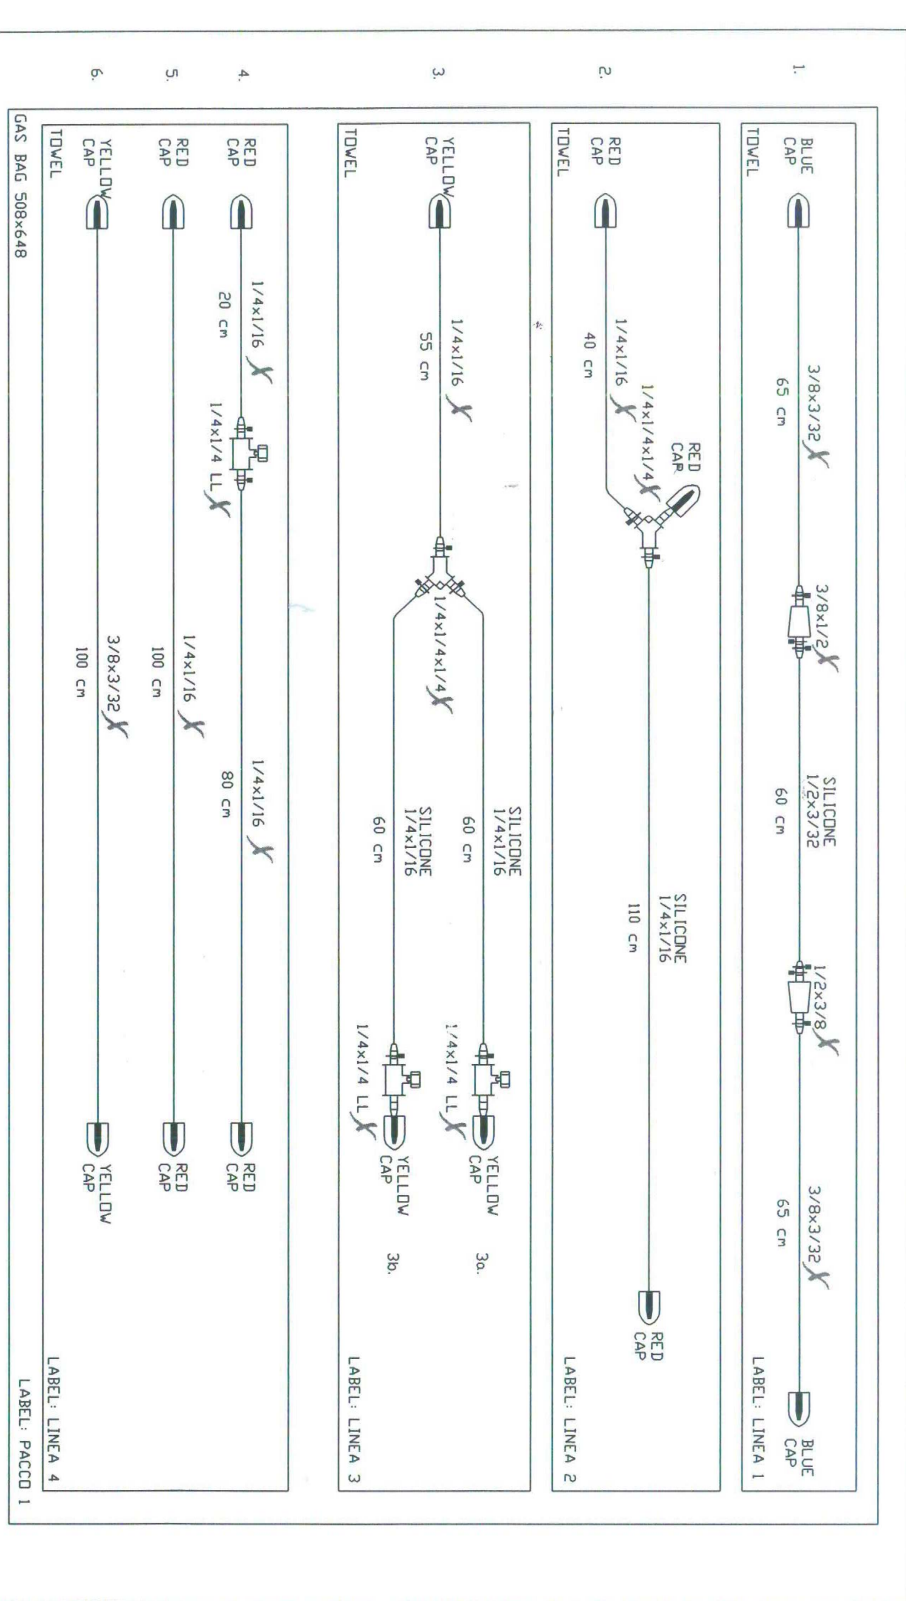 1.
BLUE
CAP
3/8x3/32
65 cm
3/8x1/2
SILICONE
1/2x3/32
60 cm
1/2x3/8
3/8x3/32
65 cm
BLUE
CAP
TOWEL
LABEL: LINEA 1
2.
RED
CAP
1/4x1/16
40 cm
1/4x1/4x1/4
RED
CAP
SILICONE
1/4x1/16
110 cm
RED
CAP
TOWEL
LABEL: LINEA 2
3.
YELLOW
CAP
1/4x1/16
55 cm
1/4x1/4x1/4
SILICONE
1/4x1/16
60 cm
1/4x1/4 LL
YELLOW
CAP
3a.
SILICONE
1/4x1/16
60 cm
1/4x1/4 LL
YELLOW
CAP
3b.
TOWEL
LABEL: LINEA 3
4.
RED
CAP
1/4x1/16
20 cm
1/4x1/4 LL
1/4x1/16
80 cm
RED
CAP
5.
RED
CAP
1/4x1/16
100 cm
RED
CAP
6.
YELLOW
CAP
3/8x3/32
100 cm
YELLOW
CAP
TOWEL
LABEL: LINEA 4
GAS BAG 508x648
LABEL: PACCO 1